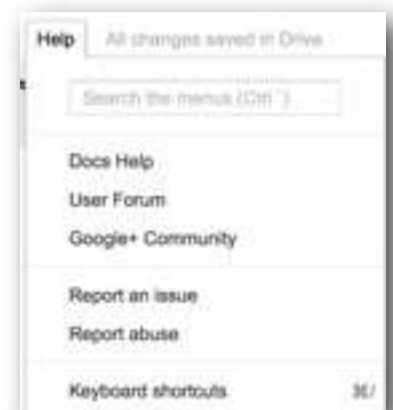 Help All changes saved in Drive
Search the menus (Ctrl `)
Docs Help
User Forum
Google+ Community
Report an issue
Report abuse
Keyboard shortcuts ⌘/